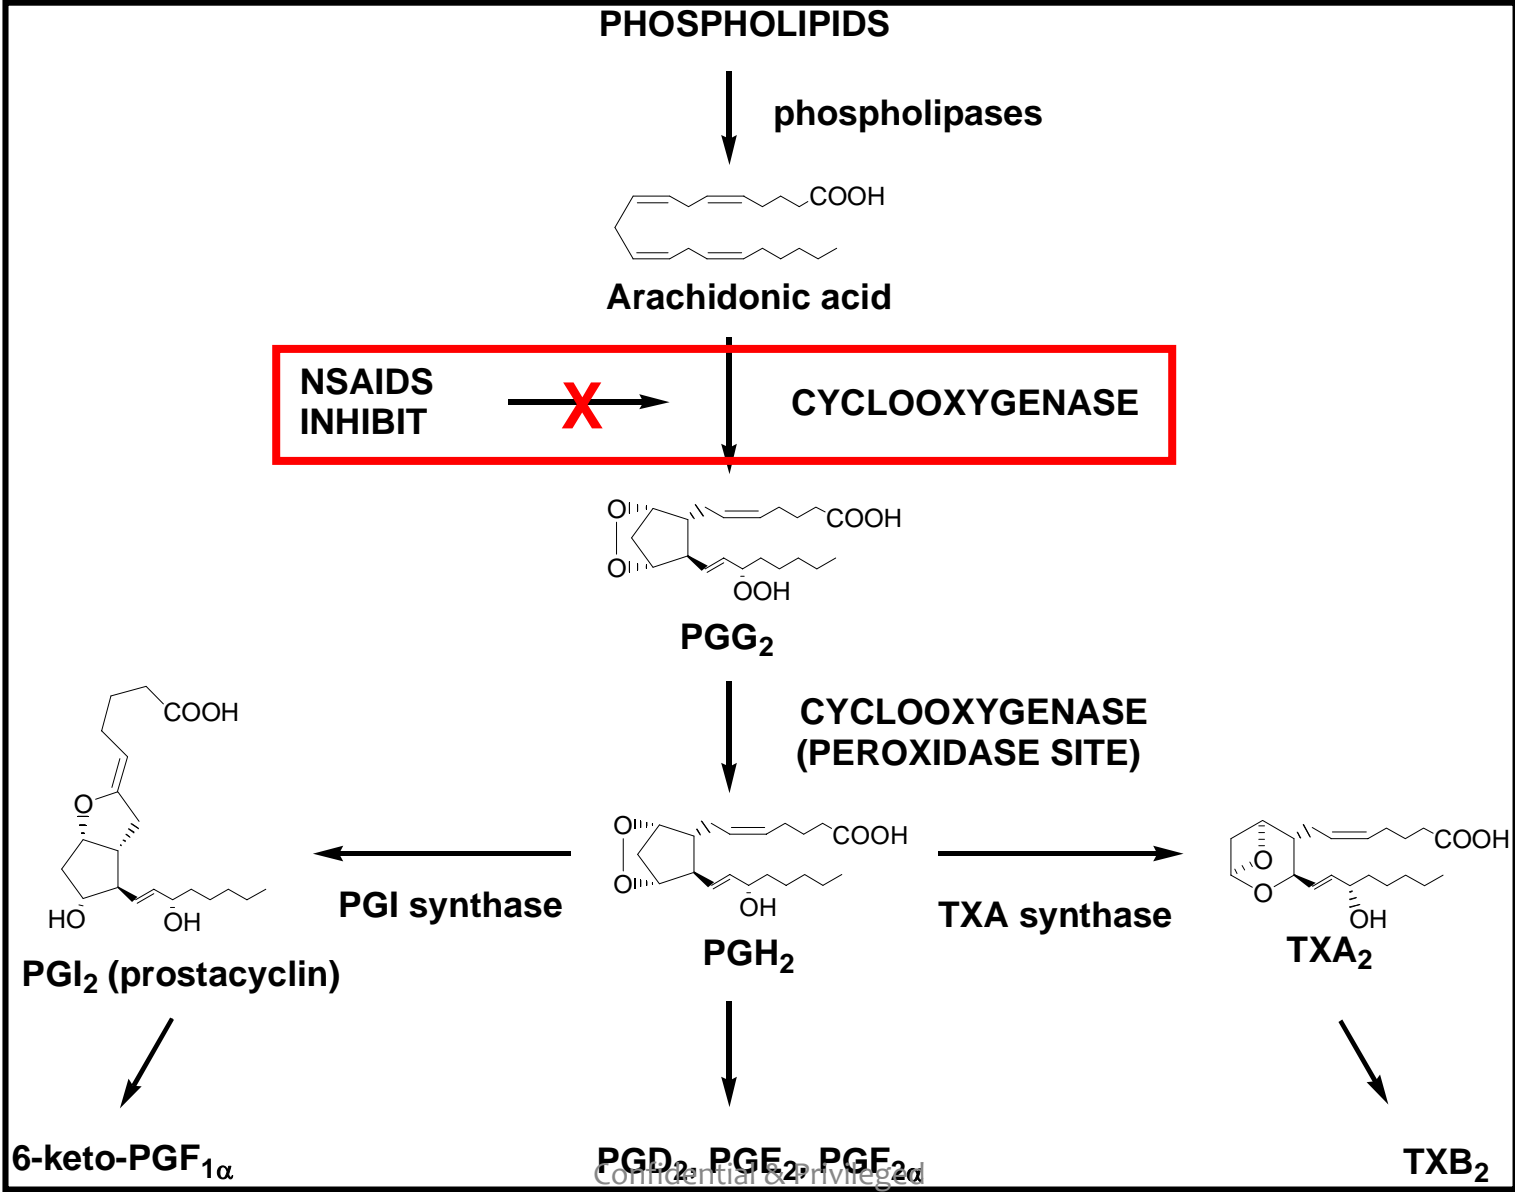 PHOSPHOLIPIDS
phospholipases
COOH
Arachidonic acid
NSAIDS
INHIBIT
X
CYCLOOXYGENASE
O
COOH
O
OOH
PGG2
COOH
CYCLOOXYGENASE
(PEROXIDASE SITE)
O
HO
OH
PGI synthase
PGI2 (prostacyclin)
O
COOH
O
OH
PGH2
TXA synthase
COOH
O
O
OH
TXA2
6-keto-PGF1α
PGD2, PGE2, PGF2α
TXB2
Confidential & Privileged